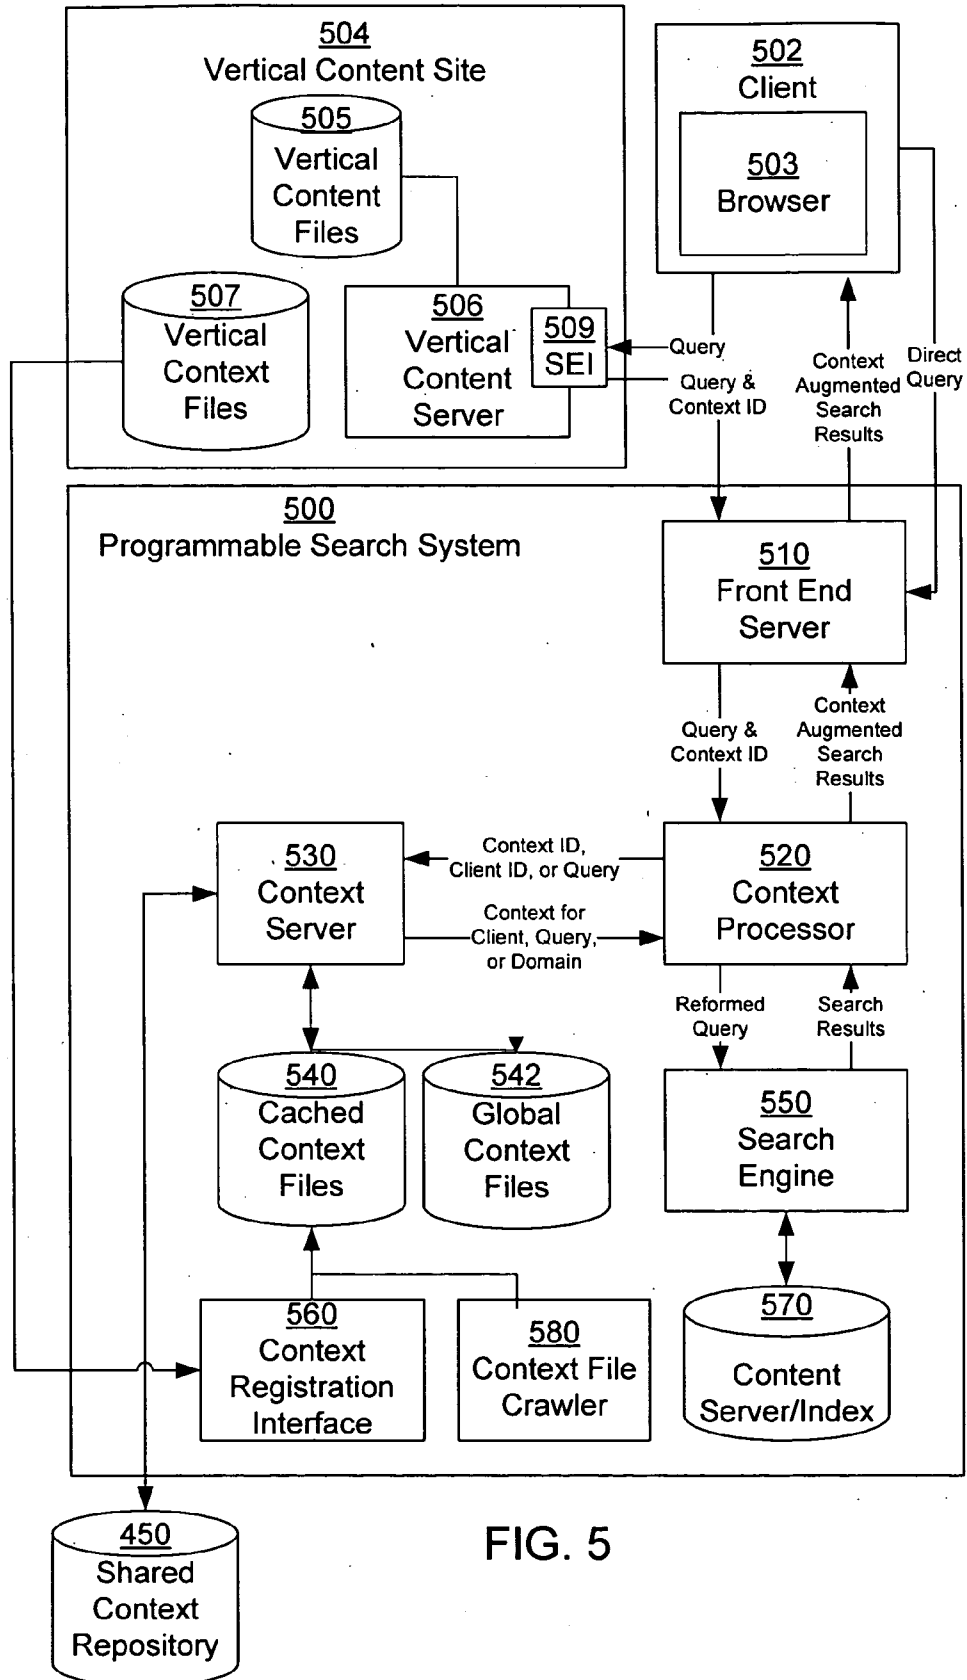 504
Vertical Content Site
505
Vertical
Content
Files
507
Vertical
Context
Files
506
Vertical
Content
Server
509
SEI
502
Client
503
Browser
Query
Query &
Context ID
Context
Augmented
Search
Results
Direct
Query
500
Programmable Search System
510
Front End
Server
Query &
Context ID
Context
Augmented
Search
Results
530
Context
Server
Context ID,
Client ID, or Query
Context for
Client, Query,
or Domain
520
Context
Processor
Reformed
Query
Search
Results
540
Cached
Context
Files
542
Global
Context
Files
550
Search
Engine
560
Context
Registration
Interface
580
Context File
Crawler
570
Content
Server/Index
450
Shared
Context
Repository
FIG. 5